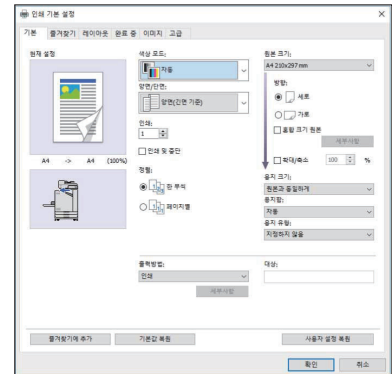 인쇄 기본 설정
기본 즐겨찾기 레이아웃 완료 중 이미지 고급
현재 설정
A4 -> A4 (100%)
색상 모드:
자동
양면/단면:
양면(긴면 기준)
인쇄:
1
인쇄 및 중단
정렬:
한 부씩
페이지별
출력방법:
인쇄
세부사항
원본 크기:
A4 210x297 mm
방향:
세로
가로
혼합 크기 원본
세부사항
확대/축소 100 %
용지 크기:
원본과 동일하게
용지함:
자동
용지 유형:
지정하지 않음
대상:
즐겨찾기에 추가 기본값 복원 사용자 설정 복원
확인 취소